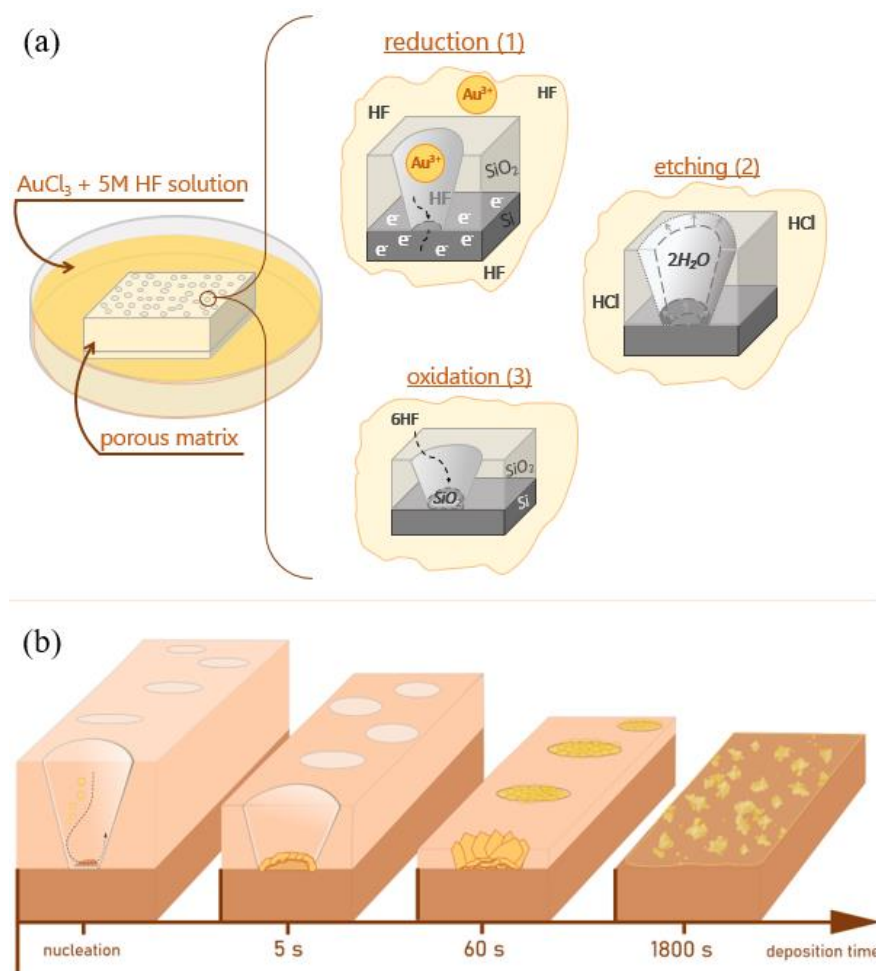 (a)
AuCl₃ + 5M HF solution
porous matrix
reduction (1)
HF
Au³⁺
HF
Au³⁺
SiO₂
HF
e⁻ e⁻ e⁻
Si
e⁻ e⁻ e⁻ e⁻
HF
etching (2)
HCl
2H₂O
HCl
oxidation (3)
6HF
SiO₂
SiO₂
Si
(b)
nucleation
5 s
60 s
1800 s
deposition time